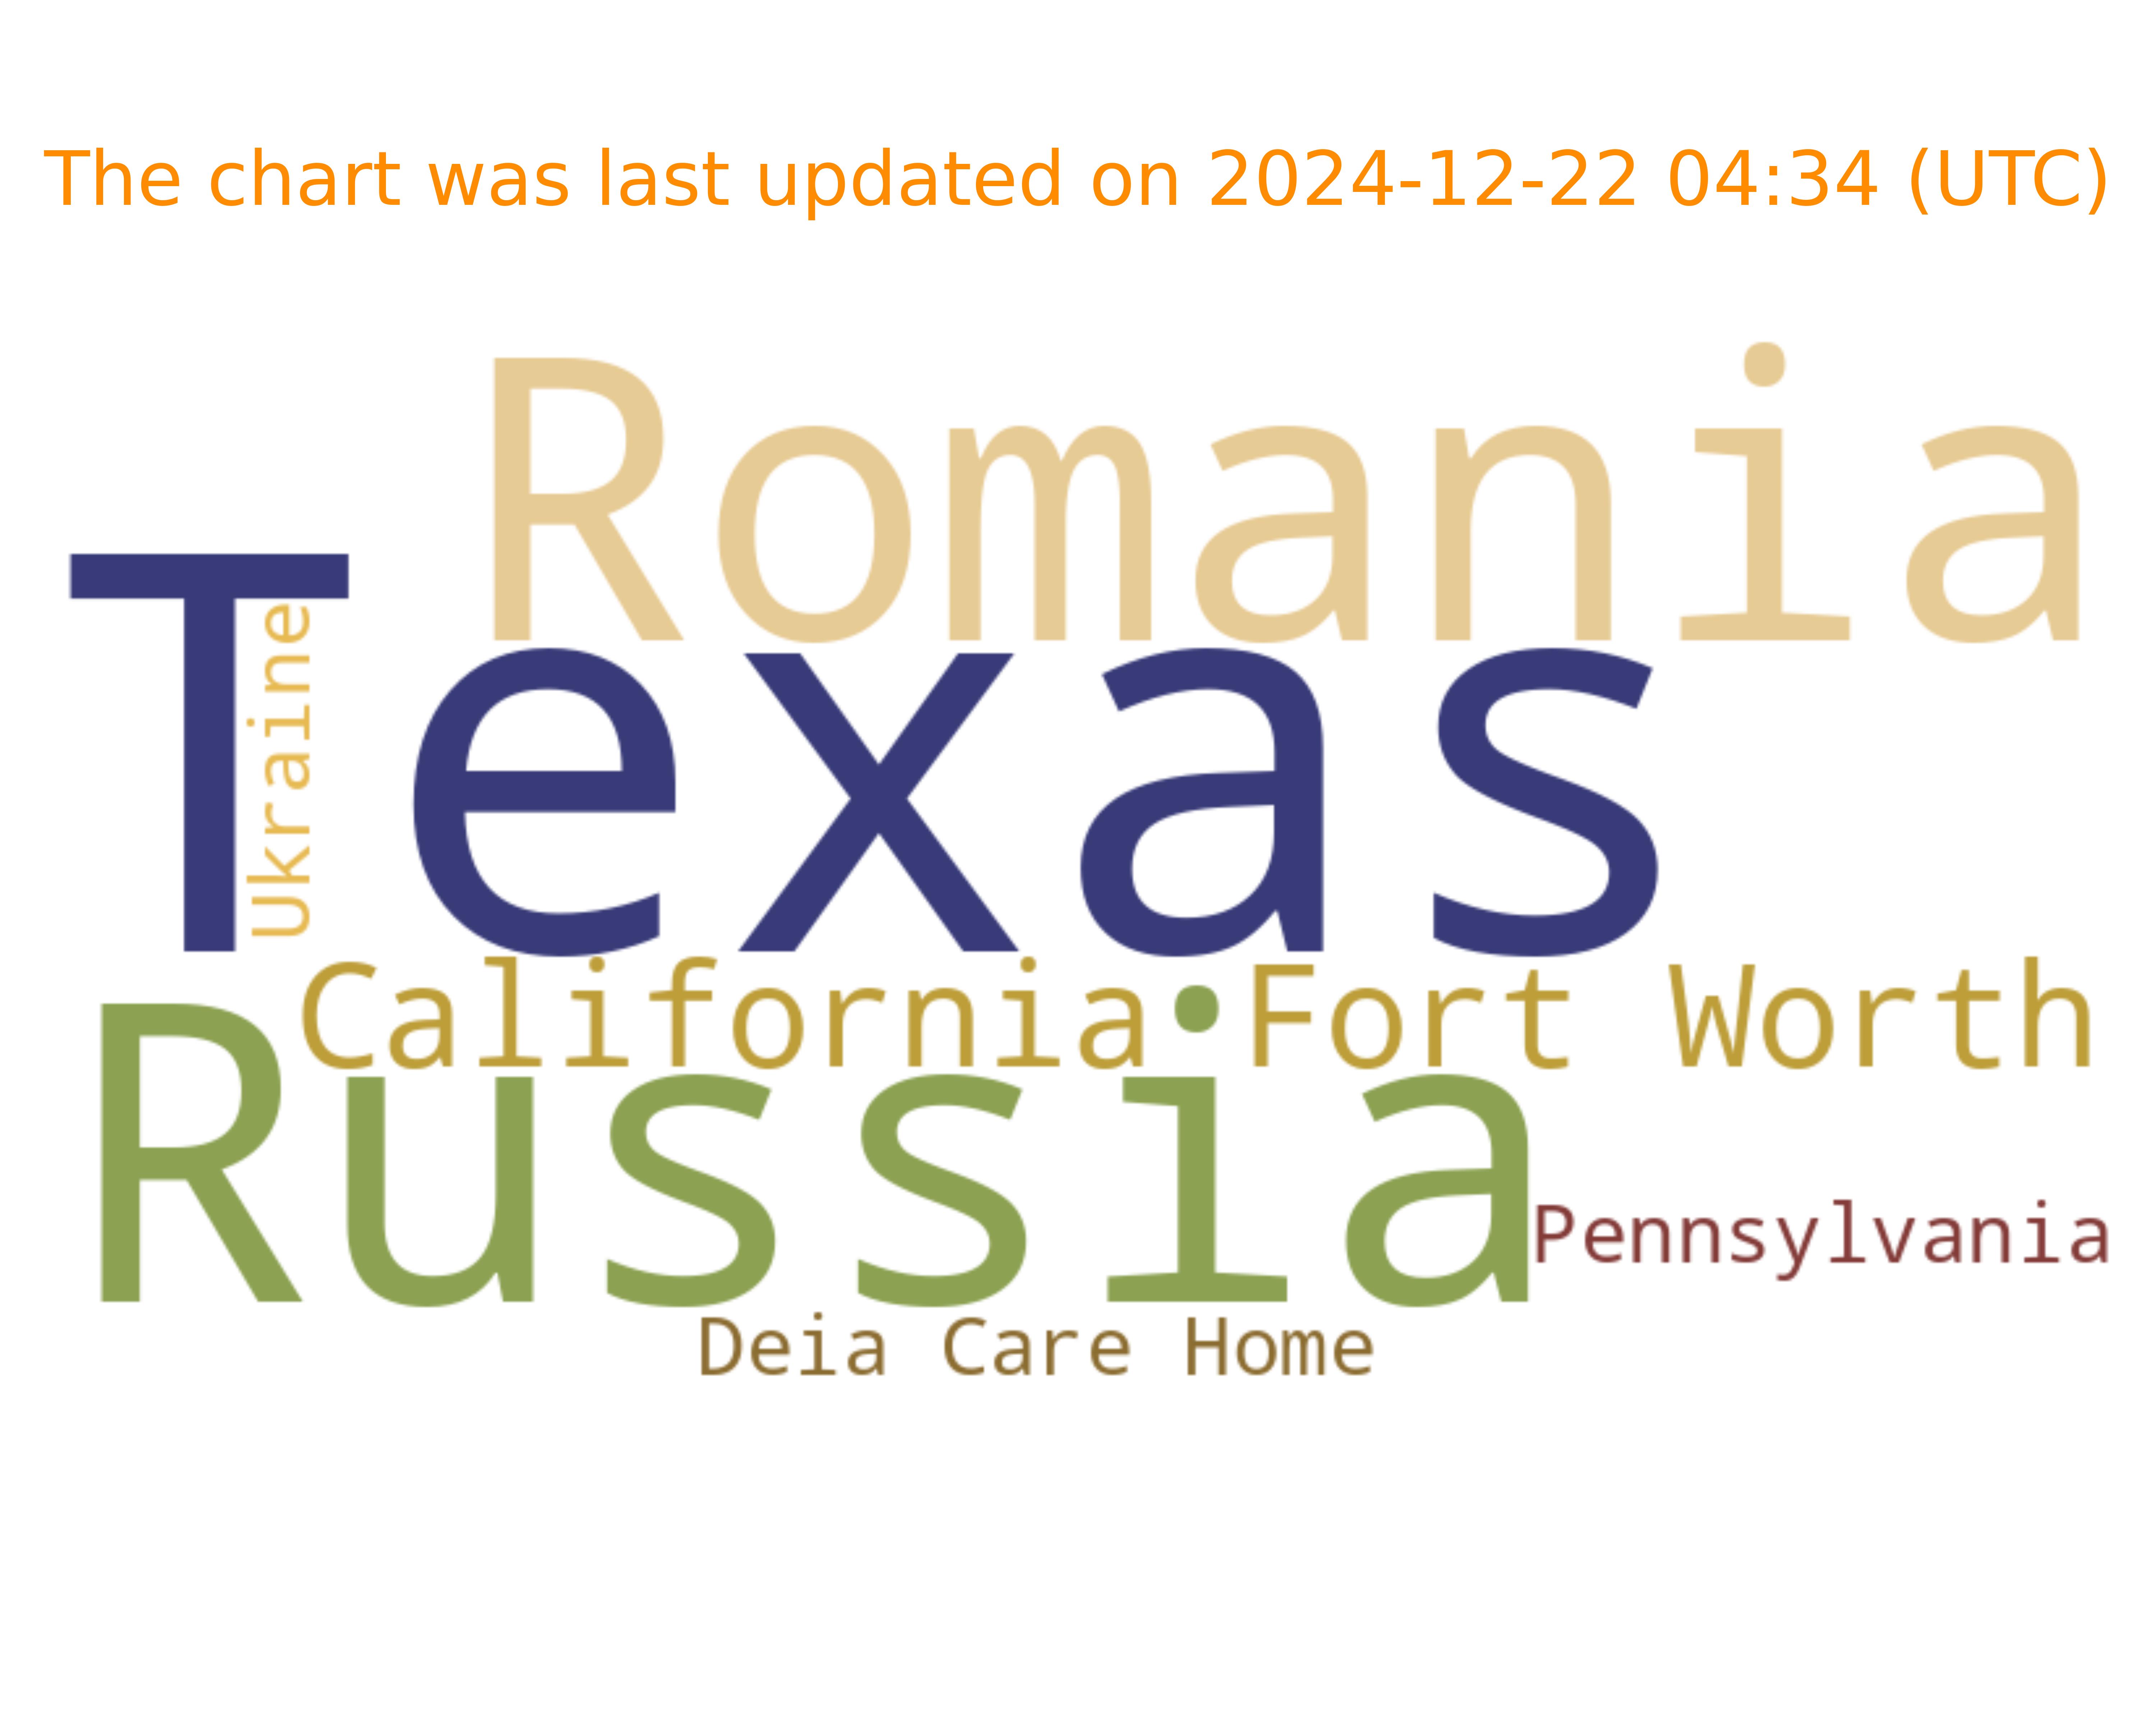 The chart was last updated on 2024-12-22 04:34 (UTC)
Romania
Texas
Ukraine
California
Fort Worth
Russia
Pennsylvania
Deia Care Home